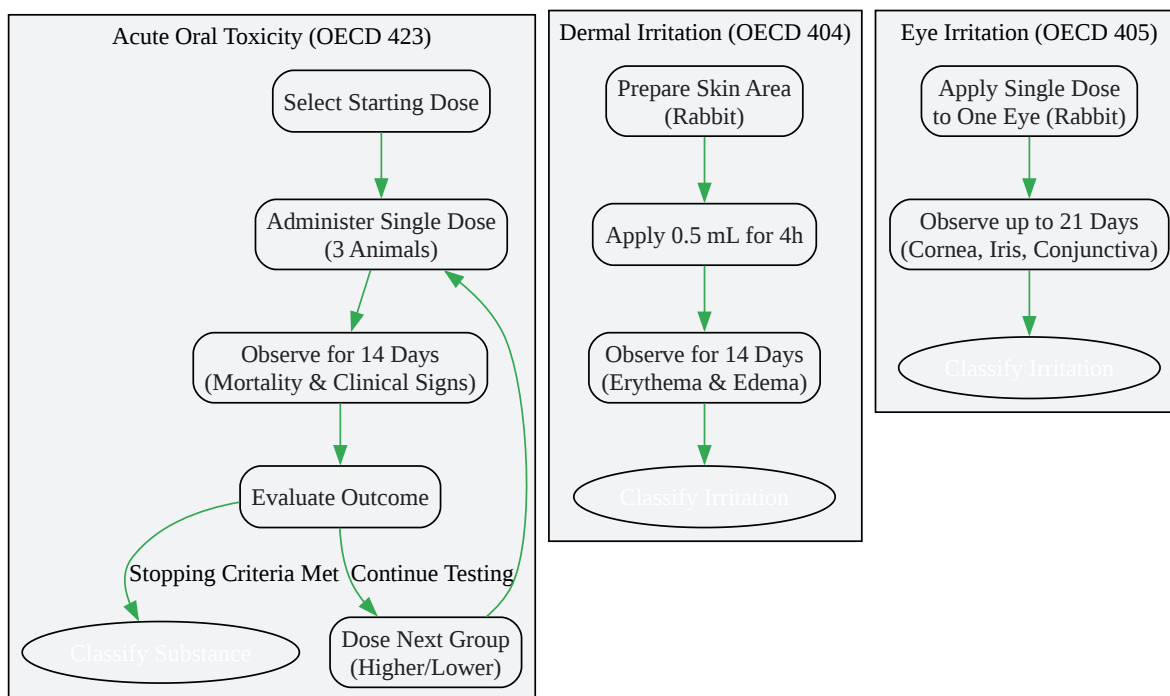 Acute Oral Toxicity (OECD 423)
Select Starting Dose
Administer Single Dose
(3 Animals)
Observe for 14 Days
(Mortality & Clinical Signs)
Evaluate Outcome
Stopping Criteria Met
Continue Testing
Classify Substance
Dose Next Group
(Higher/Lower)
Dermal Irritation (OECD 404)
Prepare Skin Area
(Rabbit)
Apply 0.5 mL for 4h
Observe for 14 Days
(Erythema & Edema)
Classify Irritation
Eye Irritation (OECD 405)
Apply Single Dose
to One Eye (Rabbit)
Observe up to 21 Days
(Cornea, Iris, Conjunctiva)
Classify Irritation